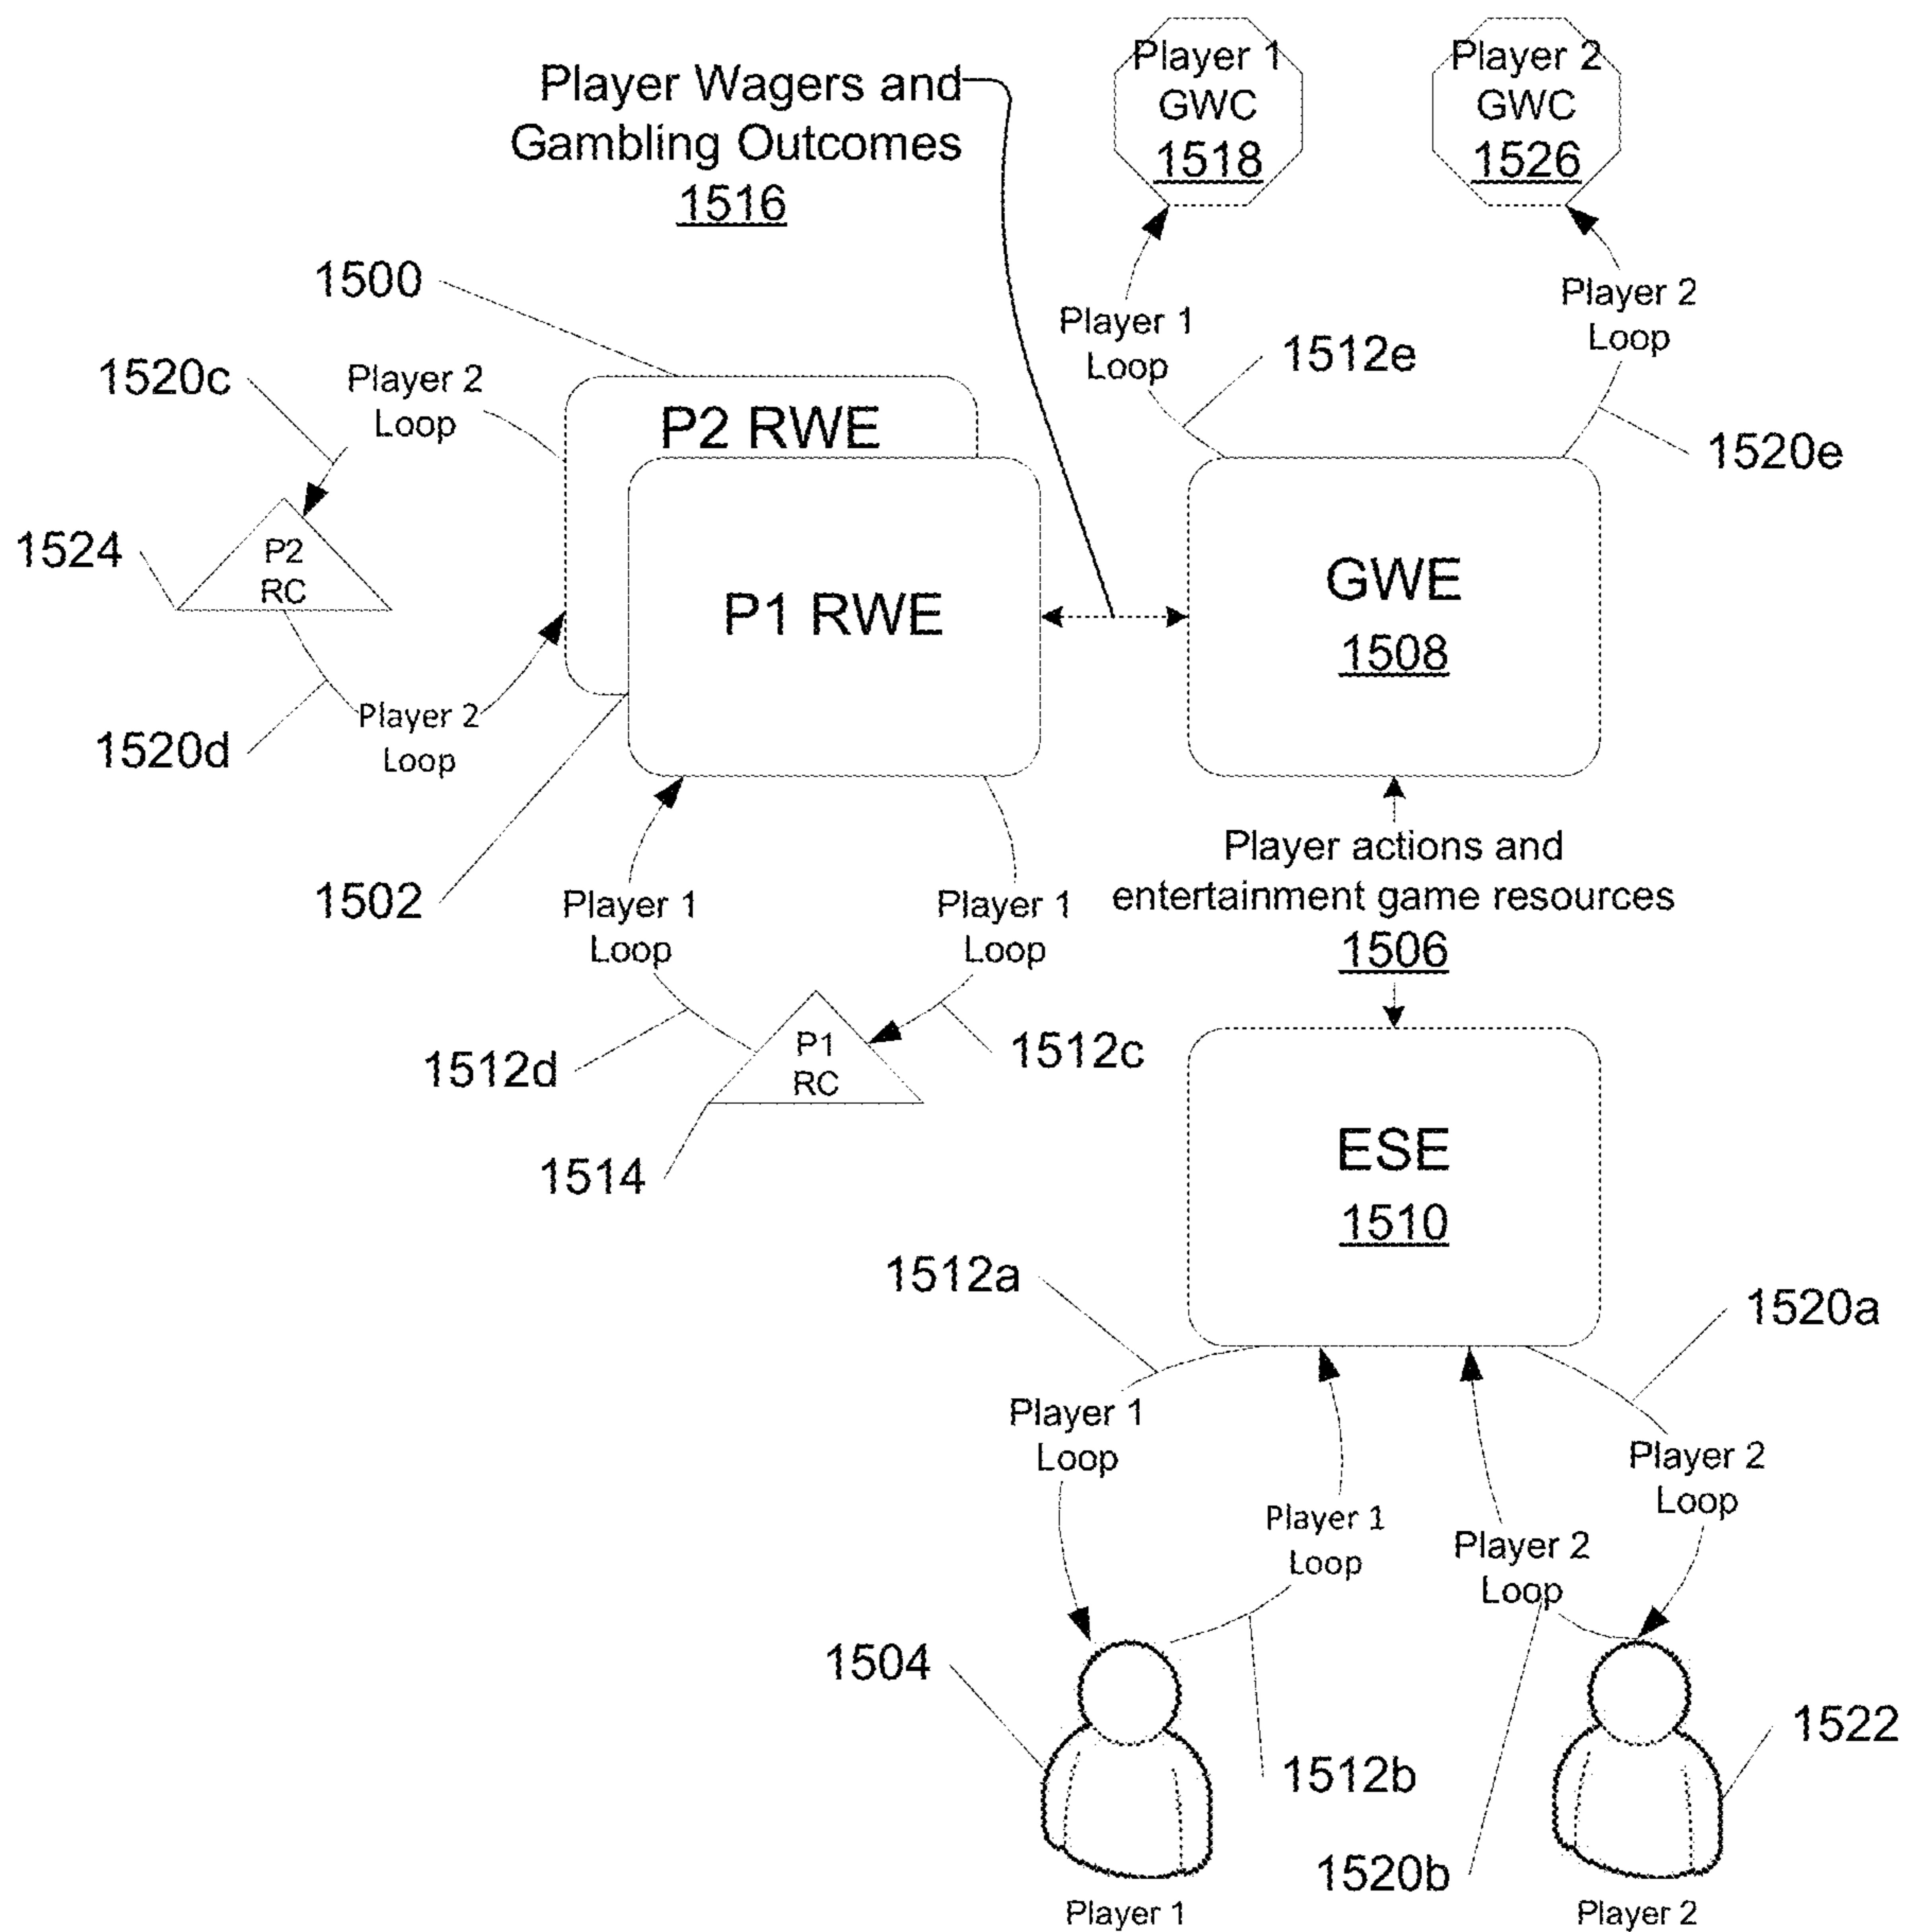 Player Wagers and
Gambling Outcomes
1516
Player 1
GWC
1518
Player 2
GWC
1526
1500
Player 1
Loop
1512e
Player 2
Loop
1520e
1520c
Player 2
Loop
P2 RWE
P1 RWE
GWE
1508
1524
P2
RC
1520d
Player 2
Loop
1502
Player 1
Loop
Player 1
Loop
Player actions and
entertainment game resources
1506
1512d
P1
RC
1512c
1514
ESE
1510
1512a
1520a
Player 1
Loop
Player 1
Loop
Player 2
Loop
Player 2
Loop
1504
1512b
1520b
1522
Player 1
Player 2